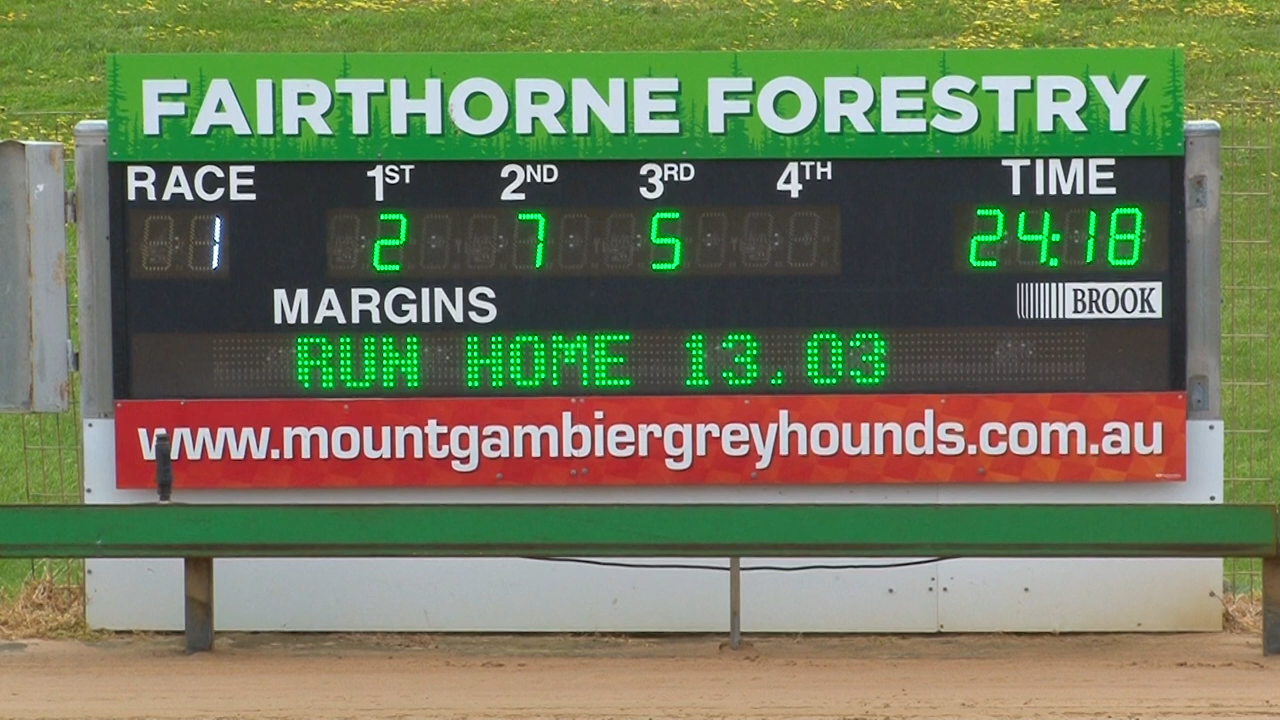 FAIRTHORNE FORESTRY
RACE 1ST 2ND 3RD 4TH TIME
1 2 7 5 24:18
MARGINS BROOK
RUN HOME 13.03
www.mountgambiergreyhounds.com.au